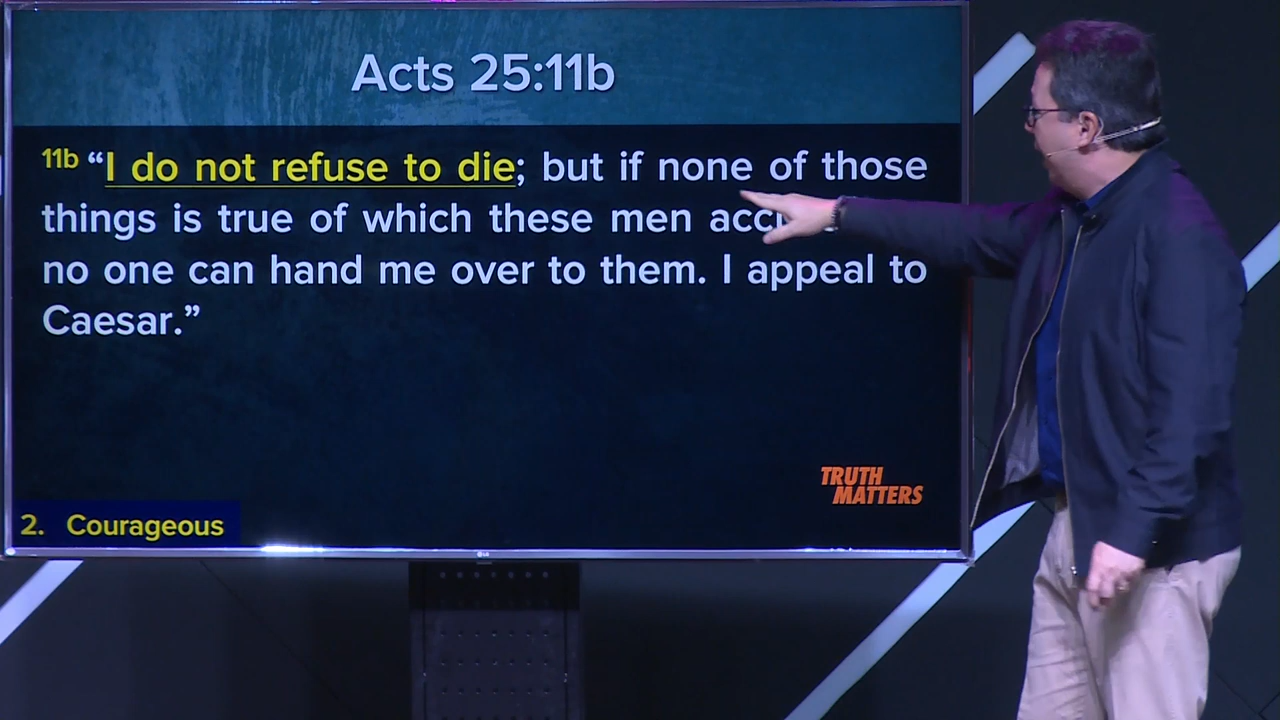 Acts 25:11b
11b "I do not refuse to die; but if none of those
things is true of which these men
no one can hand me over to them. I appeal to
Caesar."
TRUTH
MATTERS
2. Courageous
LG